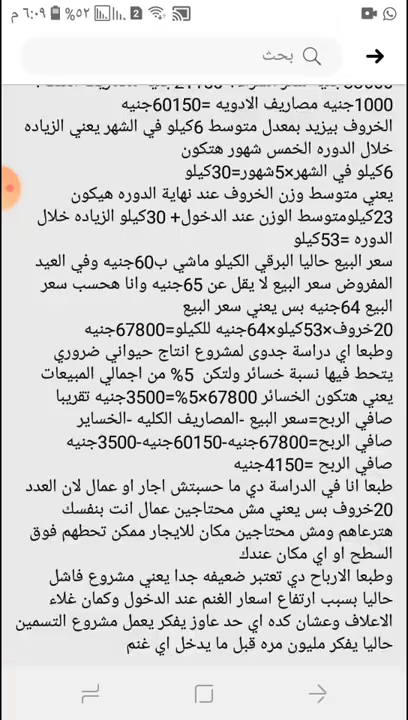 ٦:٠٩ م ٥٢%
بحث
1000جنيه مصاريف الادويه =60150جنيه
الخروف بيزيد بمعدل متوسط 6كيلو في الشهر يعني الزياده
خلال الدوره الخمس شهور هتكون
6كيلو في الشهر×5شهور=30كيلو
يعني متوسط وزن الخروف عند نهاية الدوره هيكون
23كيلومتوسط الوزن عند الدخول+ 30كيلو الزياده خلال
الدوره =53كيلو
سعر البيع حاليا البرقي الكيلو ماشي ب60جنيه وفي العيد
المفروض سعر البيع لا يقل عن 65جنيه وانا هحسب سعر
البيع 64جنيه بس يعني سعر البيع
20خروف×53كيلو×64جنيه للكيلو=67800جنيه
وطبعا اي دراسة جدوى لمشروع انتاج حيواني ضروري
يتحط فيها نسبة خسائر ولتكن 5% من اجمالي المبيعات
يعني هتكون الخسائر 67800×5%=3500جنيه تقريبا
صافي الربح=سعر البيع -المصاريف الكليه -الخساير
صافي الربح=67800جنيه-60150جنيه-3500جنيه
صافي الربح =4150جنيه
طبعا انا في الدراسة دي ما حسبتش اجار او عمال لان العدد
20خروف بس يعني مش محتاجين عمال انت بنفسك
هترعاهم ومش محتاجين مكان للايجار ممكن تحطهم فوق
السطح او اي مكان عندك
وطبعا الارباح دي تعتبر ضعيفه جدا يعني مشروع فاشل
حاليا بسبب ارتفاع اسعار الغنم عند الدخول وكمان غلاء
الاعلاف وعشان كده اي حد عاوز يفكر يعمل مشروع التسمين
حاليا يفكر مليون مره قبل ما يدخل اي غنم